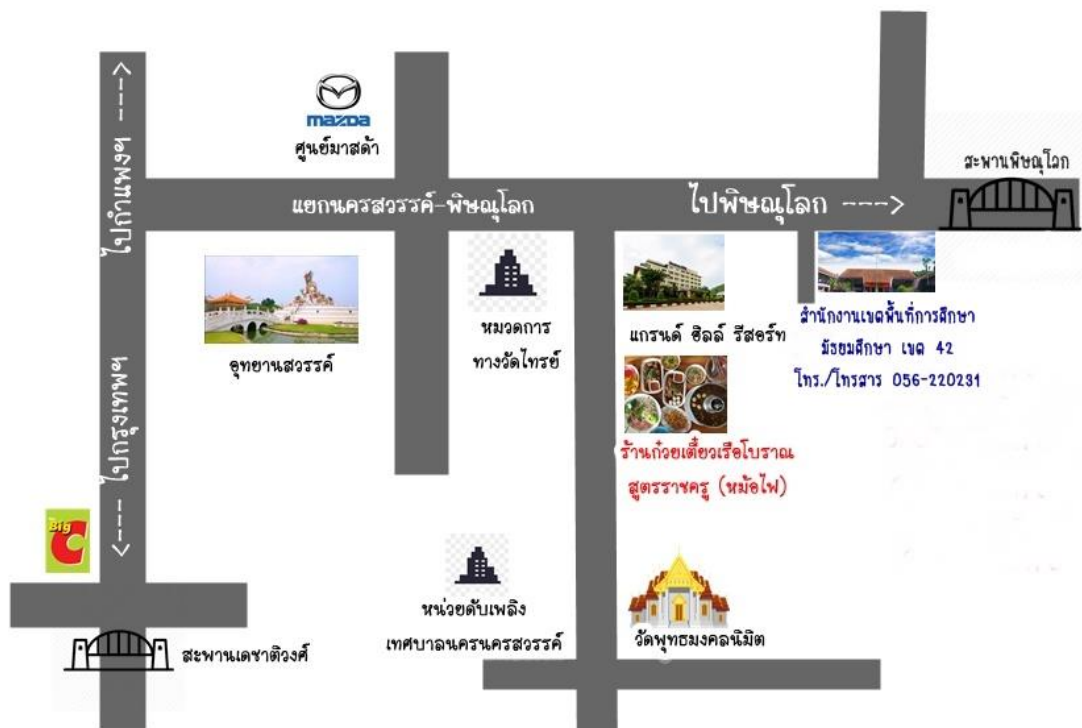 mazda
ศูนย์มาสด้า
ไปกำแพงฯ ---->
สะพานพิษณุโลก
แยกนครสวรรค์-พิษณุโลก
ไปพิษณุโลก --->
อุทยานสวรรค์
หมวดการ
ทางวัดไทรย์
แกรนด์ ฮิลล์ รีสอร์ท
สำนักงานเขตพื้นที่การศึกษา
มัธยมศึกษา เขต 42
โทร./โทรสาร 056-220231
ร้านก๋วยเตี๋ยวเรือโบราณ
สูตรราชครู (หม้อไฟ)
<---- ไปกรุงเทพฯ
Big C
หน่วยดับเพลิง
เทศบาลนครนครสวรรค์
วัดพุทธมงคลนิมิต
สะพานเดชาติวงศ์